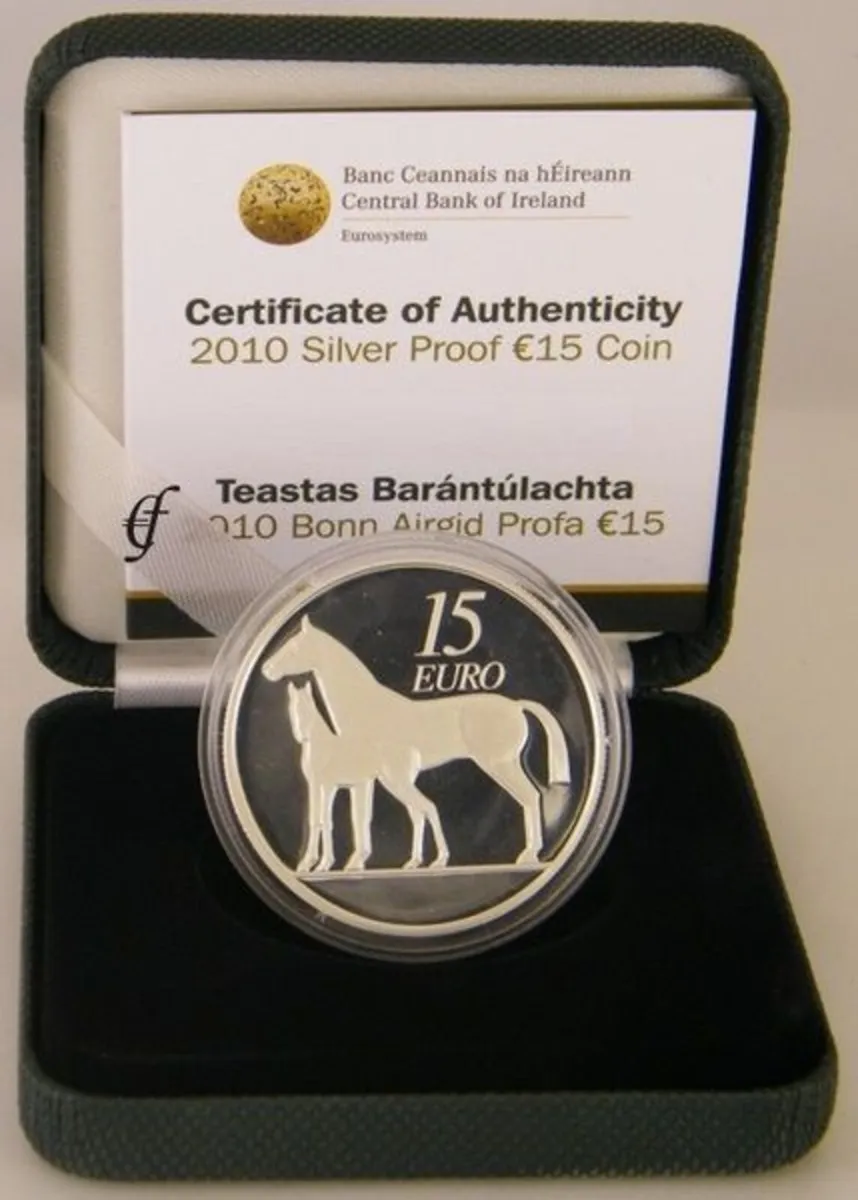 Banc Ceannais na hÉireann
Central Bank of Ireland
Eurosystem
Certificate of Authenticity
2010 Silver Proof €15 Coin
Teastas Barántúlachta
010 Bonn Airgid Profa €15
15
EURO